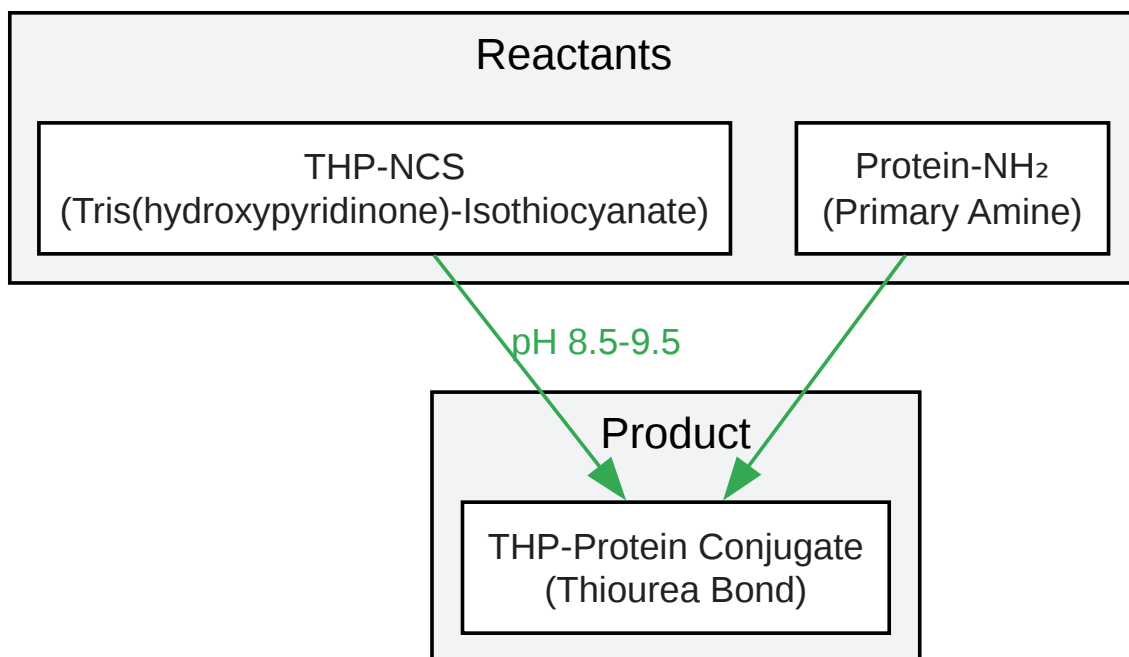 Reactants
THP-NCS
(Tris(hydroxypyridinone)-Isothiocyanate)
Protein-NH₂
(Primary Amine)
pH 8.5-9.5
Product
THP-Protein Conjugate
(Thiourea Bond)